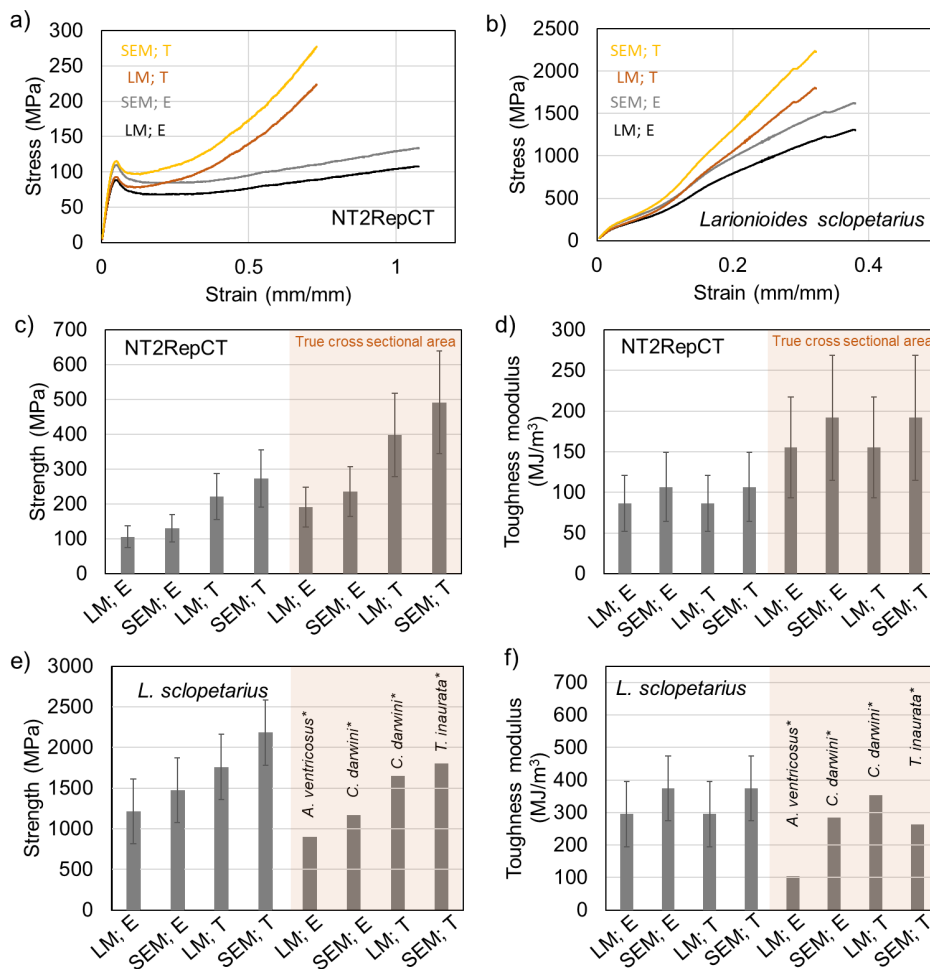 a)
300
250
200
150
100
50
0
Stress (MPa)
SEM; T
LM; T
SEM; E
LM; E
NT2RepCT
0
0.5
1
Strain (mm/mm)
b)
2500
2000
1500
1000
500
0
Stress (MPa)
SEM; T
LM; T
SEM; E
LM; E
Larionioides sclopetarius
0
0.2
0.4
Strain (mm/mm)
c)
700
600
500
400
300
200
100
0
Strength (MPa)
NT2RepCT
True cross sectional area
LM; E
SEM; E
LM; T
SEM; T
LM; E
SEM; E
LM; T
SEM; T
d)
300
250
200
150
100
50
0
Toughness moodulus
(MJ/m³)
NT2RepCT
True cross sectional area
LM; E
SEM; E
LM; T
SEM; T
LM; E
SEM; E
LM; T
SEM; T
e)
3000
2500
2000
1500
1000
500
0
Strength (MPa)
L. sclopetarius
A. ventricosus*
C. darwini*
C. darwini*
T. inaurata*
LM; E
SEM; E
LM; T
SEM; T
LM; E
SEM; E
LM; T
SEM; T
f)
700
600
500
400
300
200
100
0
Toughness modulus
(MJ/m³)
L. sclopetarius
A. ventricosus*
C. darwini*
C. darwini*
T. inaurata*
LM; E
SEM; E
LM; T
SEM; T
LM; E
SEM; E
LM; T
SEM; T